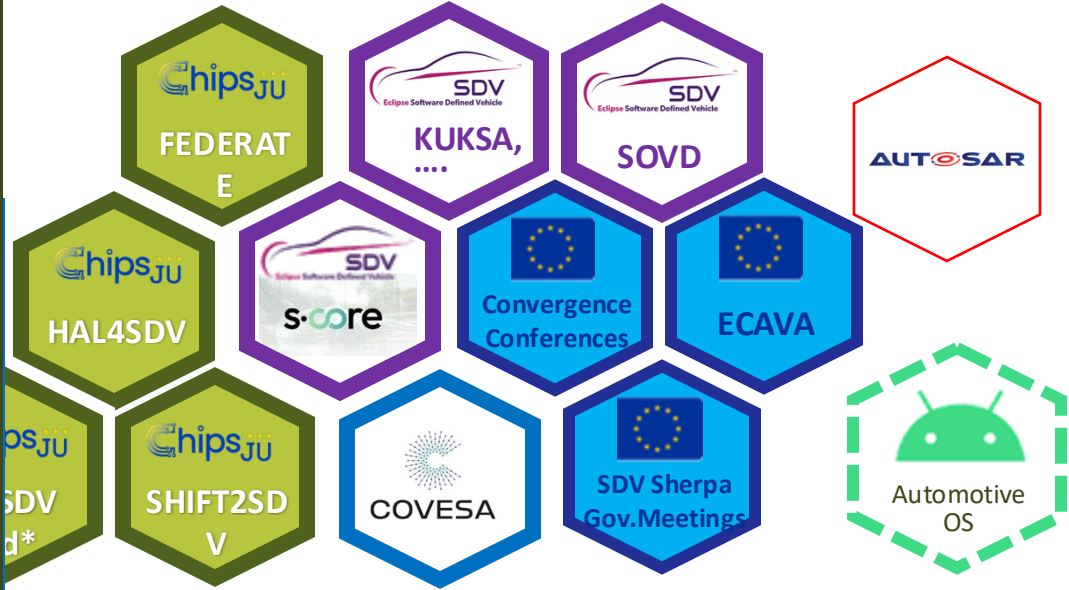 ChipsJU
FEDERAT
E
SDV
Eclipse Software Defined Vehicle
KUKSA,
....
SDV
Eclipse Software Defined Vehicle
SOVD
AUTOSAR
ChipsJU
HAL4SDV
SDV
Eclipse Software Defined Vehicle
s·core
Convergence
Conferences
ECAVA
psJU
SDV
d*
ChipsJU
SHIFT2SD
V
COVESA
SDV Sherpa
Gov.Meetings
Automotive
OS